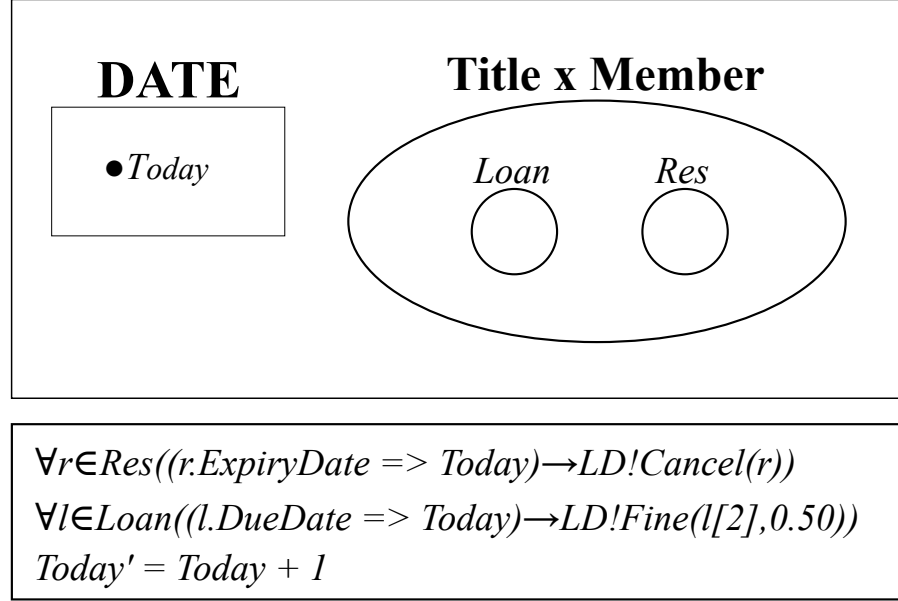 DATE
Title x Member
●Today
Loan
Res
∀r∈Res((r.ExpiryDate => Today)→LD!Cancel(r))
∀l∈Loan((l.DueDate => Today)→LD!Fine(l[2],0.50))
Today' = Today + 1